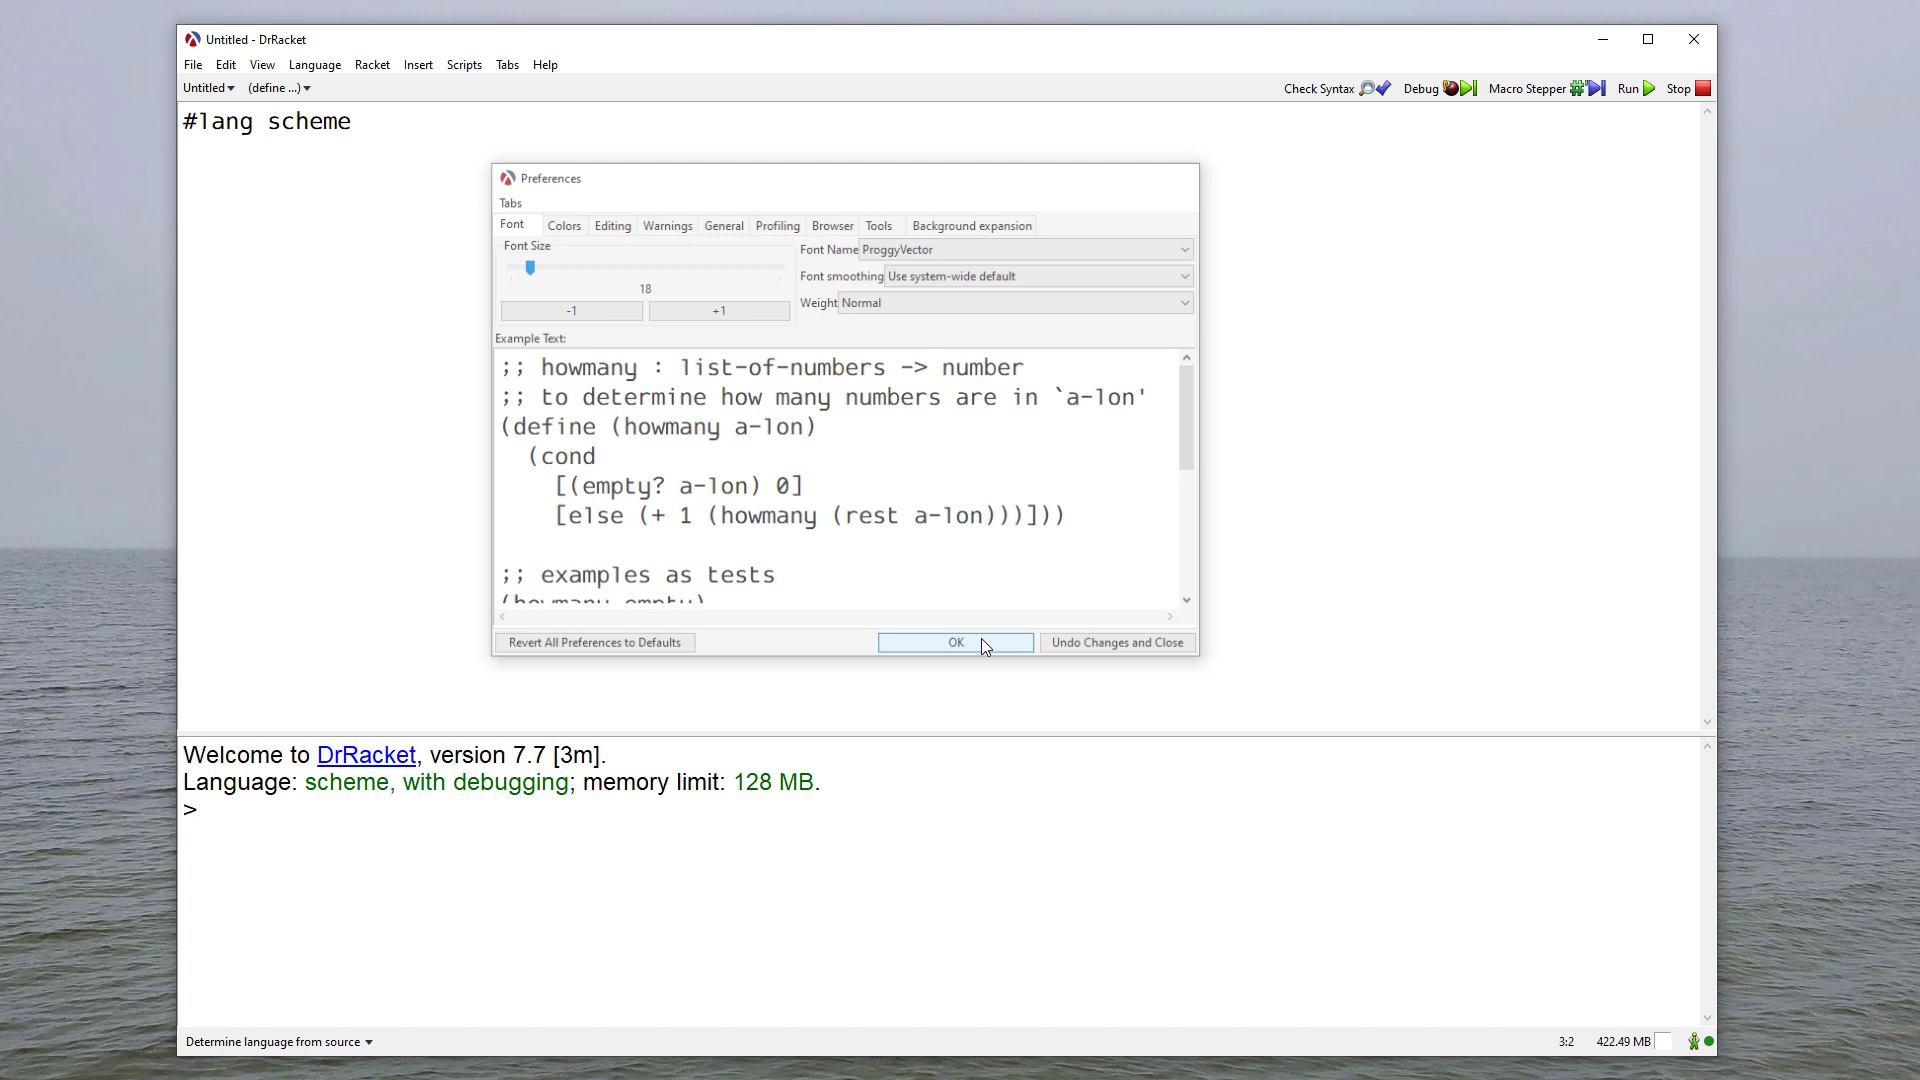 Untitled - DrRacket
File Edit View Language Racket Insert Scripts Tabs Help
Untitled (define ...) Check Syntax Debug Macro Stepper Run Stop
#lang scheme
Preferences
Tabs
Font Colors Editing Warnings General Profiling Browser Tools Background expansion
Font Size
18
-1 +1
Font Name ProggyVector
Font smoothing Use system-wide default
Weight Normal
Example Text:
;; howmany : list-of-numbers -> number
;; to determine how many numbers are in `a-lon'
(define (howmany a-lon)
(cond
[(empty? a-lon) 0]
[else (+ 1 (howmany (rest a-lon)))]))
;; examples as tests
(howmany empty)
Revert All Preferences to Defaults OK Undo Changes and Close
Welcome to DrRacket, version 7.7 [3m].
Language: scheme, with debugging; memory limit: 128 MB.
>
Determine language from source 3:2 422.49 MB